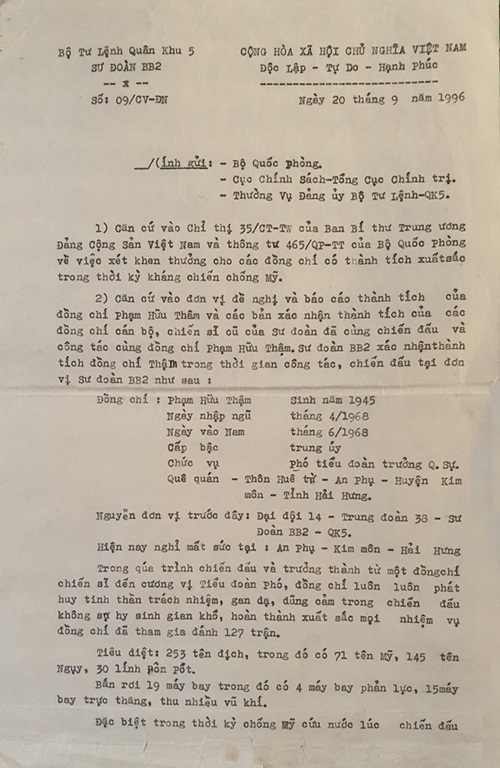 Bộ Tư Lệnh Quân Khu 5
SƯ ĐOÀN BB2
-- x --
Số: 09/CV-ĐN
CỘNG HÒA XÃ HỘI CHỦ NGHĨA VIỆT NAM
Độc Lập - Tự Do - Hạnh Phúc
--------------------------
Ngày 20 tháng 9 năm 1996
/(ính gửi: - Bộ Quốc phòng.
- Cục Chính Sách-Tổng Cục Chính trị.
- Thường Vụ Đảng ủy Bộ Tư Lệnh-QK5.
1) Căn cứ vào Chỉ thị 35/CT-TW của Ban Bí thư Trung ương
Đảng Cộng Sản Việt Nam và thông tư 465/QP-TT của Bộ Quốc Phòng
về việc xét khen thưởng cho các đồng chí có thành tích xuấtsắc
trong thời kỳ kháng chiến chống Mỹ.
2) Căn cứ vào đơn vị đề nghị và báo cáo thành tích của
đồng chí Phạm Hữu Thậm và các bản xác nhận thành tích của các
đồng chí cán bộ, chiến sĩ cũ của Sư đoàn đã cùng chiến đấu và
công tác cùng đồng chí Phạm Hữu Thậm. Sư đoàn BB2 xác nhậnthành
tích đồng chí Thậm trong thời gian công tác, chiến đấu tại đơn
vị Sư đoàn BB2 như sau :
Đồng chí : Phạm Hữu Thậm Sinh năm 1945
Ngày nhập ngũ tháng 4/1968
Ngày vào Nam tháng 6/1968
Cấp bậc trung úy
Chức vụ Phó tiểu đoàn trưởng Q.Sự.
Quê quán - Thôn Huề trì - An Phụ - Huyện Kim
môn - Tỉnh Hải Hưng.
Nguyên đơn vị trước đây: Đại đội 14 - Trung đoàn 38 - Sư
Đoàn BB2 - QK5.
Hiện nay nghỉ mất sức tại : An Phụ - Kim môn - Hải Hưng
Trong qúa trình chiến đấu và trưởng thành từ một đồngchí
chiến sĩ đến cương vị Tiểu đoàn Phó, đồng chí luôn luôn phát
huy tinh thần trách nhiệm, gan dạ, dũng cảm trong chiến đấu
không sợ hy sinh gian khổ, hoàn thành xuất sắc mọi nhiệm vụ
đồng chí đã tham gia đánh 127 trận.
Tiêu diệt: 253 tên địch, trong đó có 71 tên Mỹ, 145 tên
Ngụy, 30 lính Pôn Pốt.
Bắn rơi 19 máy bay trong đó có 4 máy bay phản lực, 15máy
bay trực thăng, thu nhiều vũ khí.
Đặc biệt trong thời kỳ chống Mỹ cứu nước lúc chiến đấu